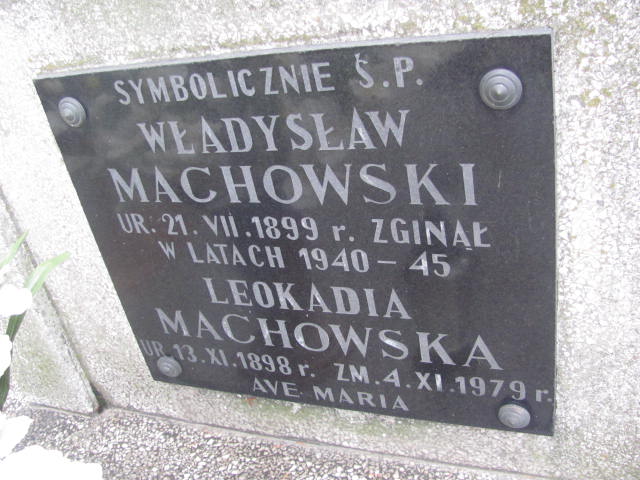 SYMBOLICZNIE Ś.P.
WŁADYSŁAW
MACHOWSKI
UR. 21. VII. 1899 r. ZGINĄŁ
W LATACH 1940 - 45
LEOKADIA
MACHOWSKA
UR. 13. XI. 1898 r. ZM. 4. XI. 1979 r.
AVE MARIA